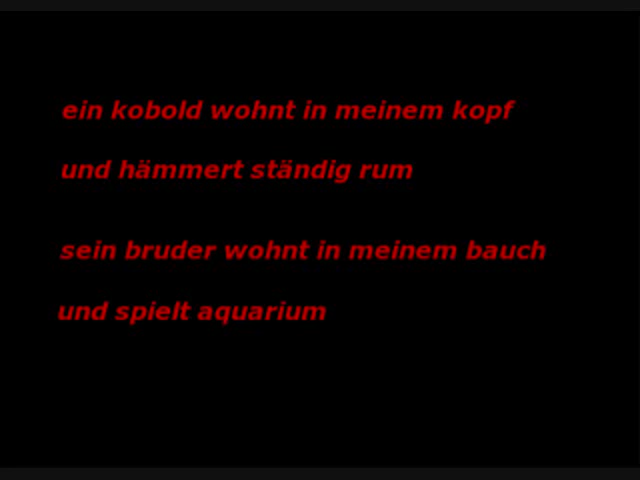 ein kobold wohnt in meinem kopf
und hämmert ständig rum
sein bruder wohnt in meinem bauch
und spielt aquarium